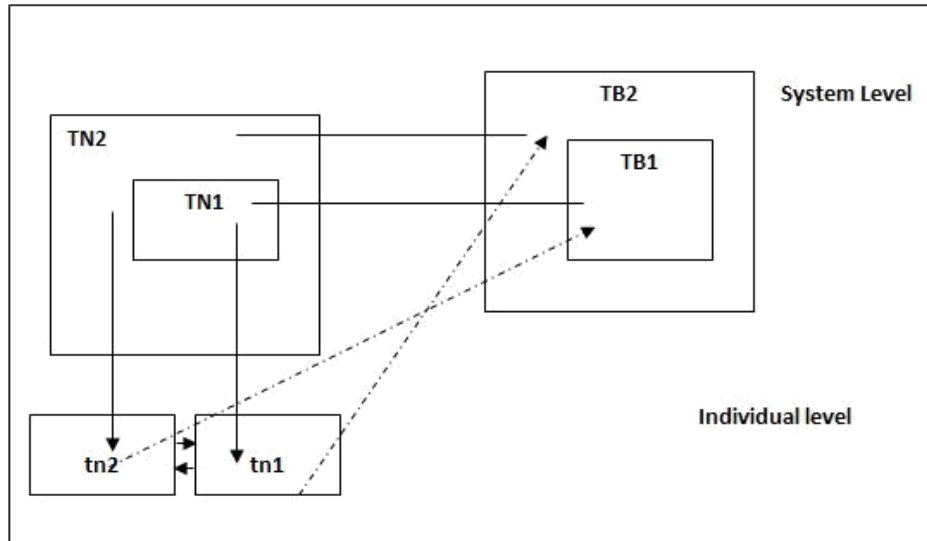 TB2
System Level
TN2
TB1
TN1
Individual level
tn2
tn1